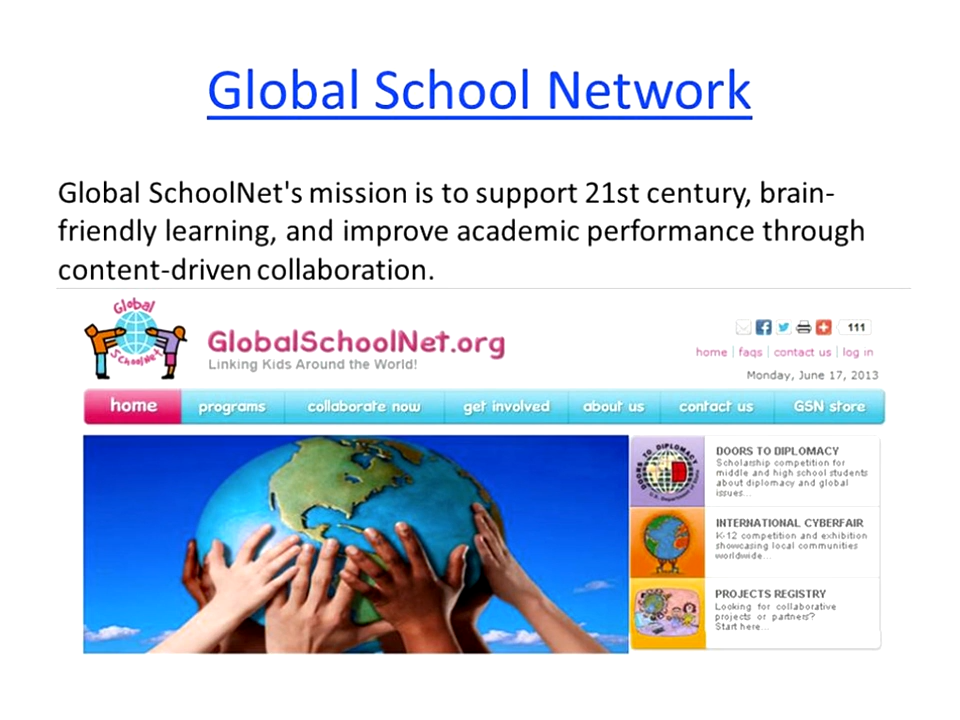 Global School Network
Global SchoolNet's mission is to support 21st century, brain-
friendly learning, and improve academic performance through
content-driven collaboration.
Global
SchoolNet
GlobalSchoolNet.org
Linking Kids Around the World!
111
home | faqs | contact us | log in
Monday, June 17, 2013
home programs collaborate now get involved about us contact us GSN store
DOORS TO DIPLOMACY
DOORS TO DIPLOMACY
Scholarship competition for
middle and high school students
about diplomacy and global
issues...
INTERNATIONAL CYBERFAIR
K-12 competition and exhibition
showcasing local communities
worldwide...
PROJECTS REGISTRY
Looking for collaborative
projects or partners?
Start here...